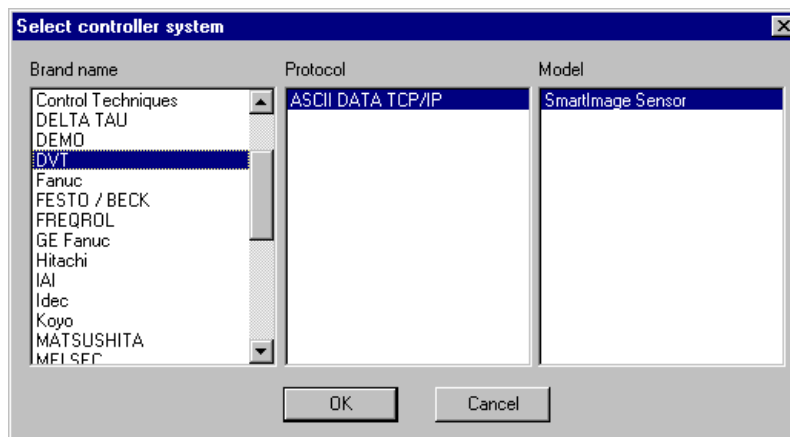 Select controller system
Brand name
Control Techniques
DELTA TAU
DEMO
DVT
Fanuc
FESTO / BECK
FREQROL
GE Fanuc
Hitachi
IAI
Idec
Koyo
MATSUSHITA
MELSEC
Protocol
ASCII DATA TCP/IP
Model
SmartImage Sensor
OK
Cancel